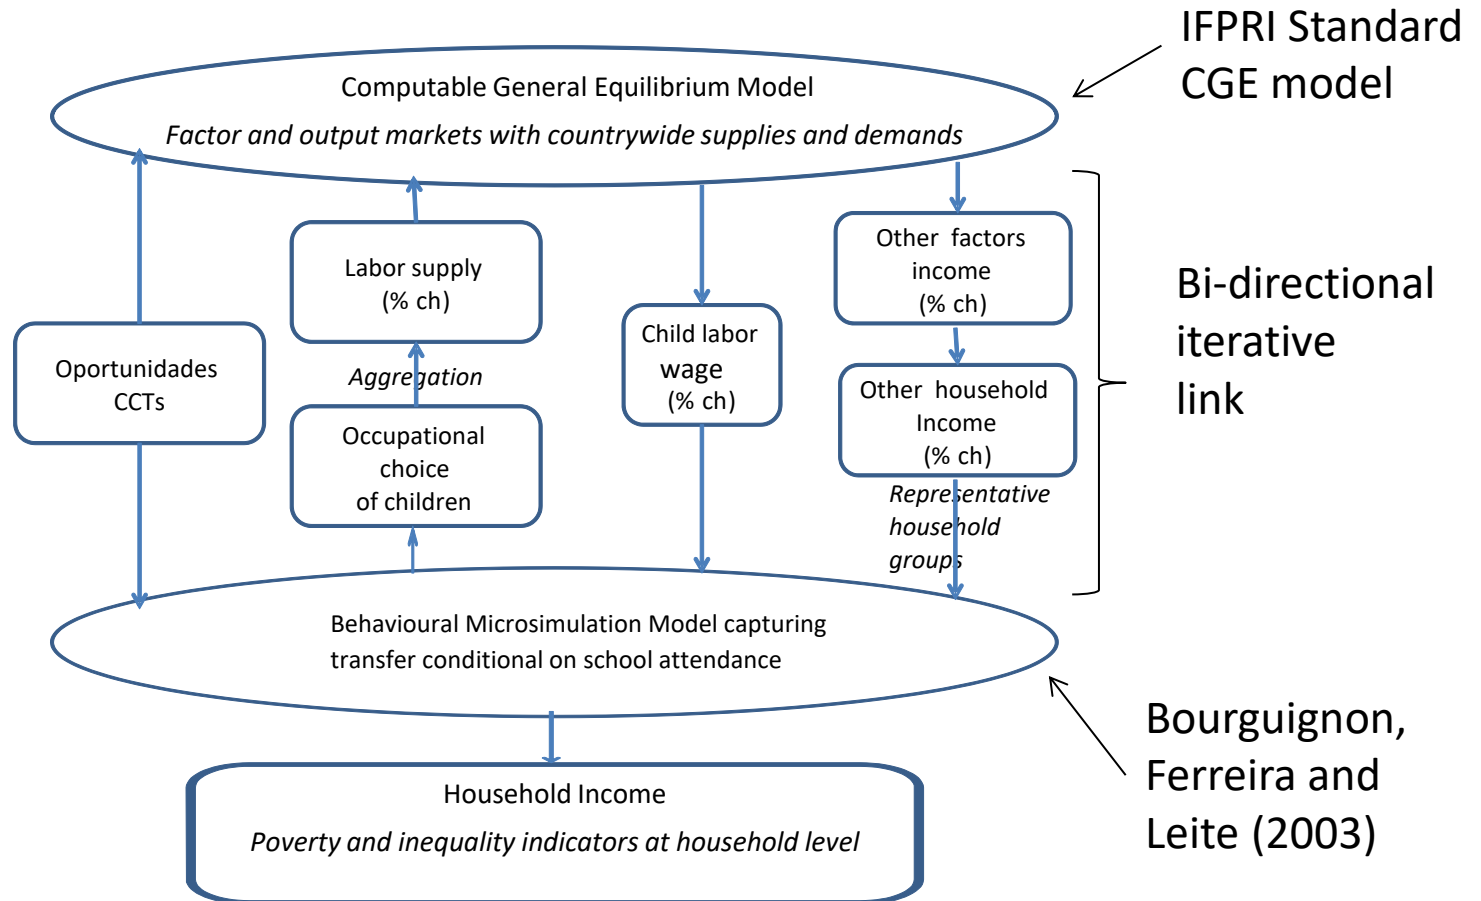 IFPRI Standard
CGE model
Computable General Equilibrium Model
Factor and output markets with countrywide supplies and demands
Oportunidades
CCTs
Labor supply
(% ch)
Aggregation
Occupational
choice
of children
Child labor
wage
(% ch)
Other factors
income
(% ch)
Other household
Income
(% ch)
Representative
household
groups
Bi-directional
iterative
link
Behavioural Microsimulation Model capturing
transfer conditional on school attendance
Bourguignon,
Ferreira and
Leite (2003)
Household Income
Poverty and inequality indicators at household level